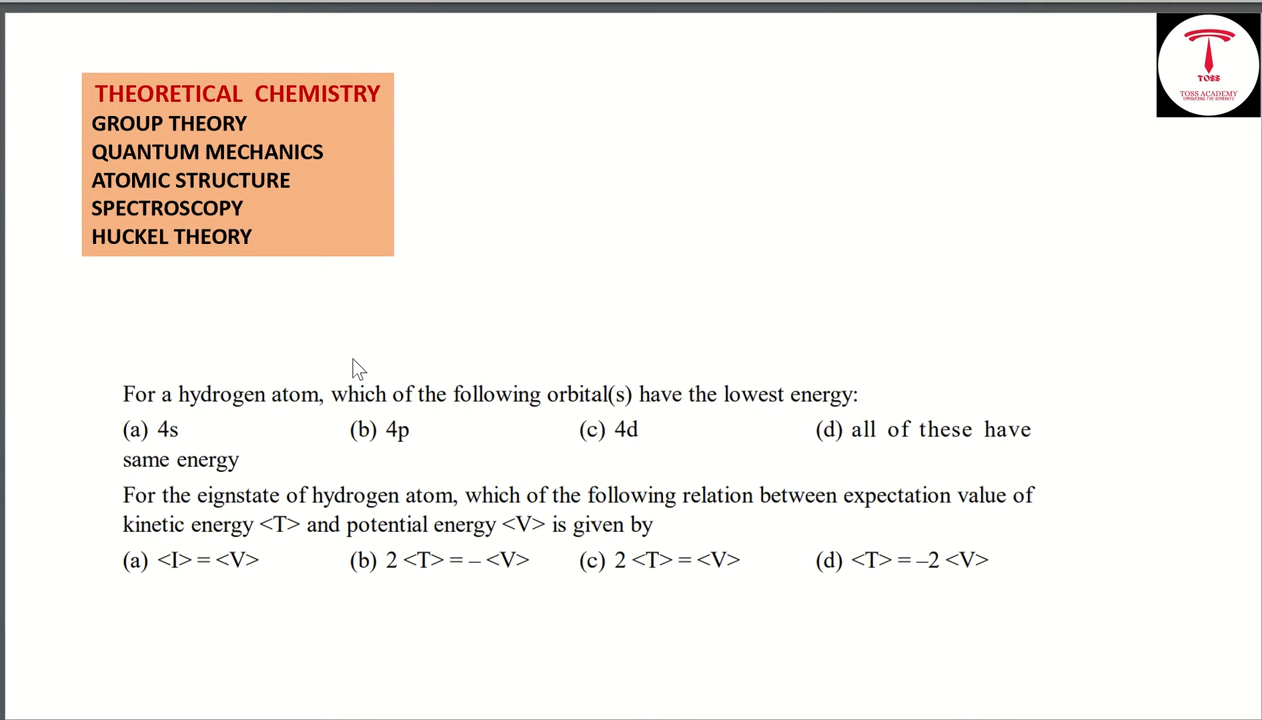 TOSS
TOSS ACADEMY
THEORETICAL CHEMISTRY
GROUP THEORY
QUANTUM MECHANICS
ATOMIC STRUCTURE
SPECTROSCOPY
HUCKEL THEORY
For a hydrogen atom, which of the following orbital(s) have the lowest energy:
(a) 4s (b) 4p (c) 4d (d) all of these have
same energy
For the eignstate of hydrogen atom, which of the following relation between expectation value of
kinetic energy <T> and potential energy <V> is given by
(a) <I> = <V> (b) 2 <T> = – <V> (c) 2 <T> = <V> (d) <T> = –2 <V>